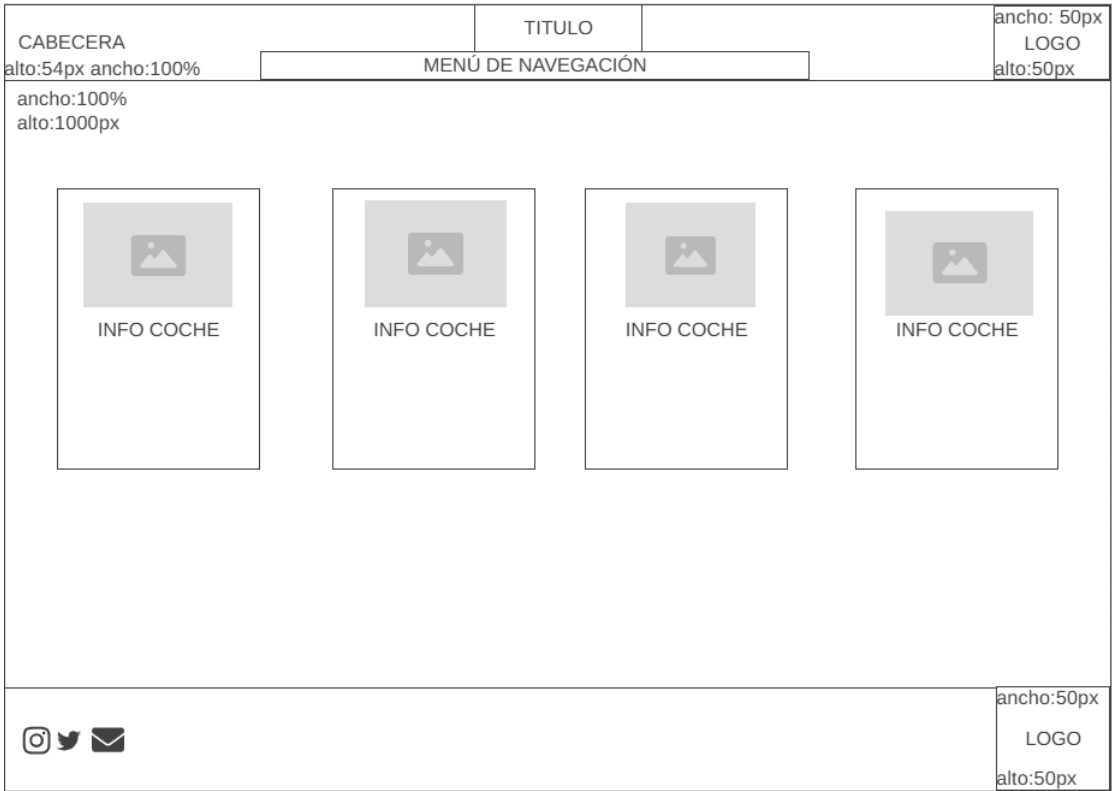 TITULO
ancho: 50px
CABECERA
LOGO
alto:54px ancho:100%
MENÚ DE NAVEGACIÓN
alto:50px
ancho:100%
alto:1000px
INFO COCHE
INFO COCHE
INFO COCHE
INFO COCHE
ancho:50px
LOGO
alto:50px